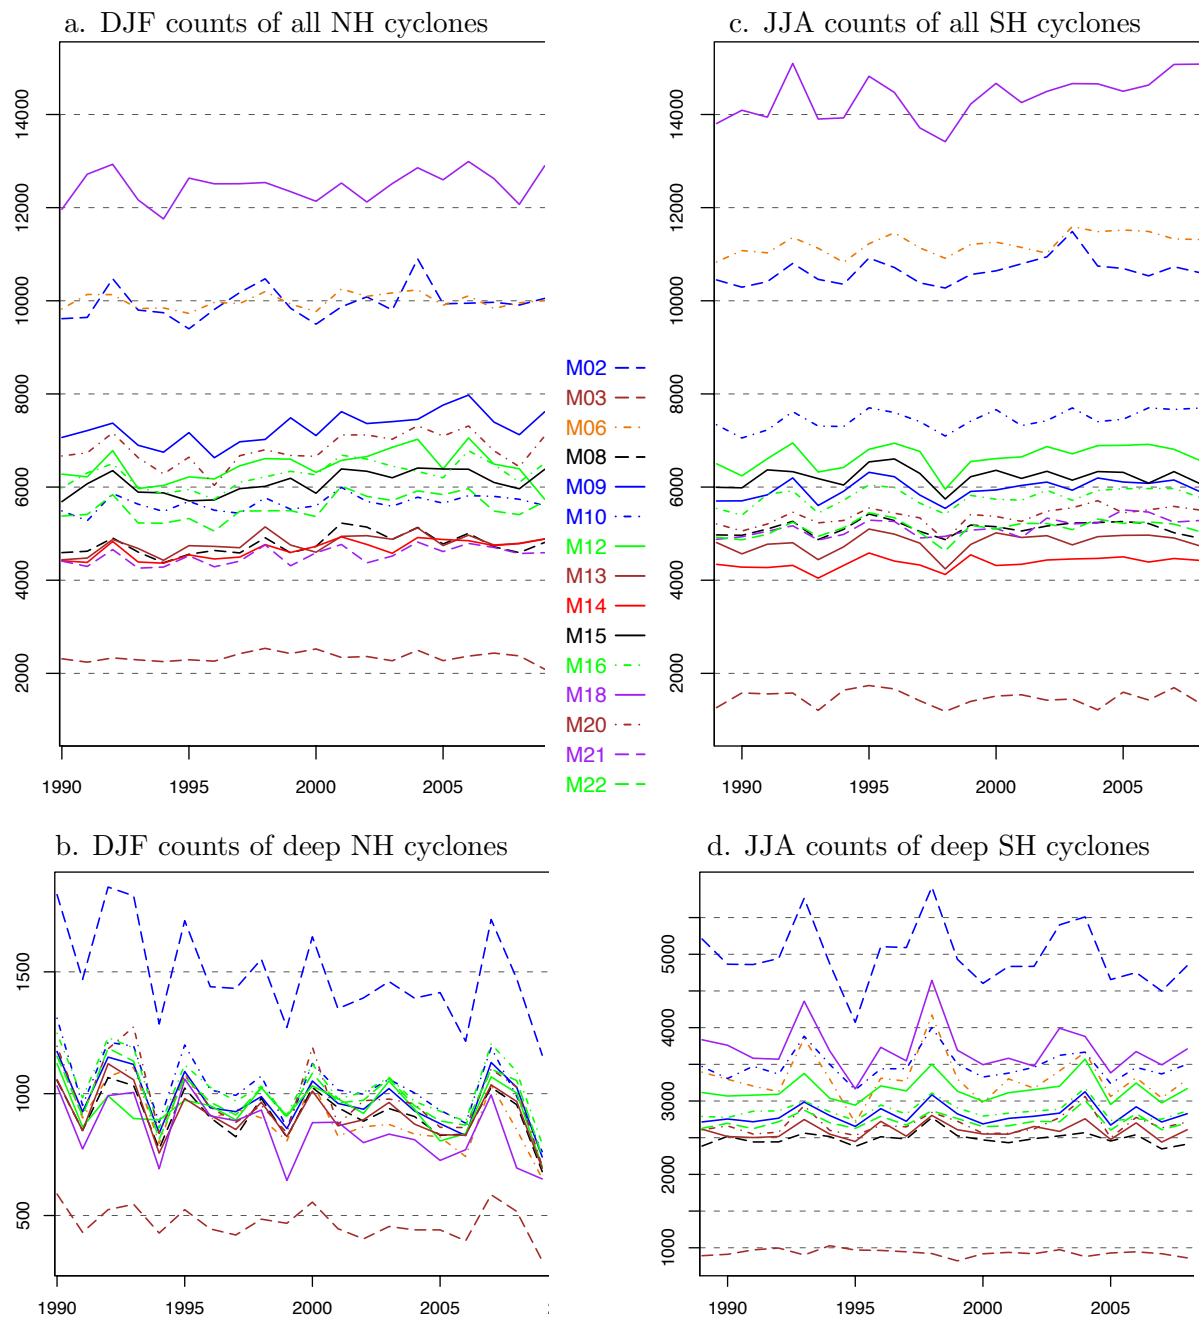 a. DJF counts of all NH cyclones
14000
12000
10000
8000
6000
4000
2000
1990
1995
2000
2005
c. JJA counts of all SH cyclones
14000
12000
10000
8000
6000
4000
2000
1990
1995
2000
2005
M02
M03
M06
M08
M09
M10
M12
M13
M14
M15
M16
M18
M20
M21
M22
b. DJF counts of deep NH cyclones
1500
1000
500
1990
1995
2000
2005
d. JJA counts of deep SH cyclones
5000
4000
3000
2000
1000
1990
1995
2000
2005